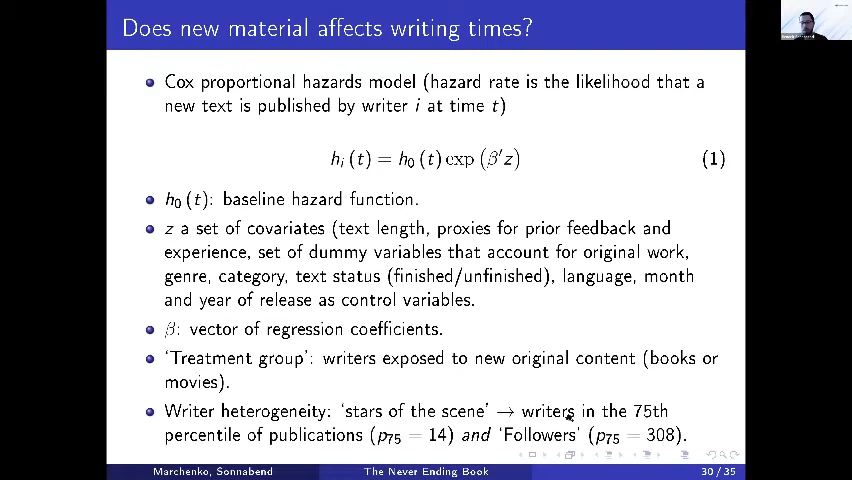 Does new material affects writing times?
Cox proportional hazards model (hazard rate is the likelihood that a
new text is published by writer i at time t)
h_i (t) = h_0 (t) exp (β′z) (1)
h_0 (t): baseline hazard function.
z a set of covariates (text length, proxies for prior feedback and
experience, set of dummy variables that account for original work,
genre, category, text status (finished/unfinished), language, month
and year of release as control variables.
β: vector of regression coefficients.
‘Treatment group’: writers exposed to new original content (books or
movies).
Writer heterogeneity: ‘stars of the scene’ → writers in the 75th
percentile of publications (p_75 = 14) and ‘Followers’ (p_75 = 308).
Marchenko, Sonnabend The Never Ending Book 30 / 35